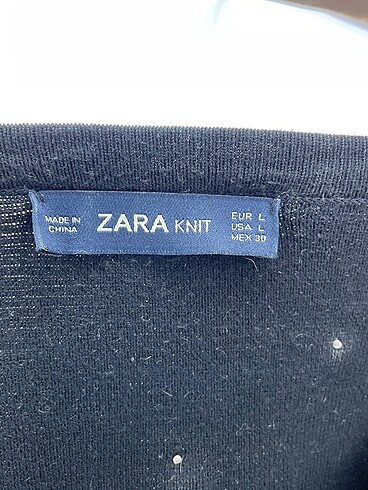 MADE IN
CHINA
ZARA KNIT
EUR L
USA L
MEX 30